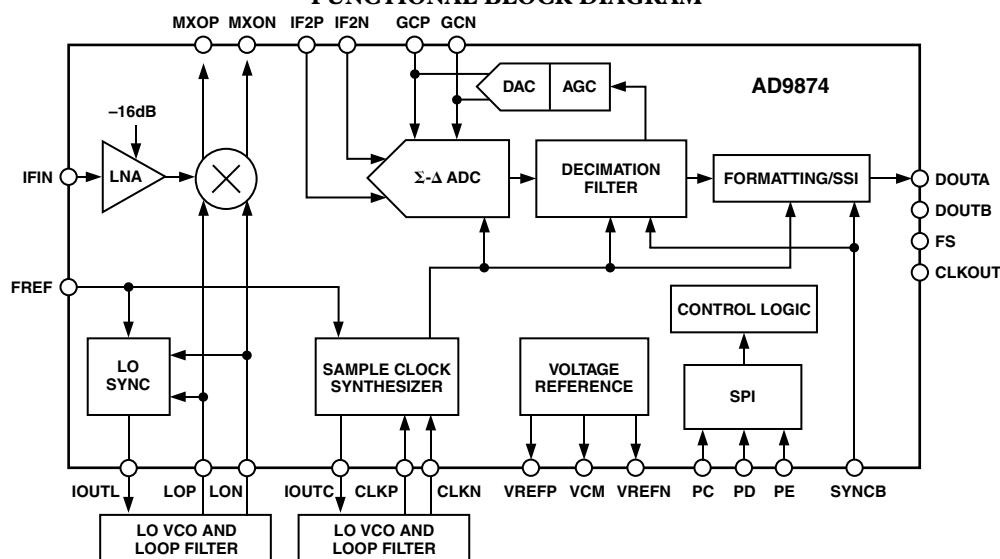 FUNCTIONAL BLOCK DIAGRAM
MXOP MXON IF2P IF2N GCP GCN
DAC AGC
AD9874
–16dB
IFIN
LNA
Σ-Δ ADC
DECIMATION
FILTER
FORMATTING/SSI
DOUTA
DOUTB
FS
CLKOUT
FREF
CONTROL LOGIC
LO
SYNC
SAMPLE CLOCK
SYNTHESIZER
VOLTAGE
REFERENCE
SPI
IOUTL LOP LON IOUTC CLKP CLKN VREFP VCM VREFN PC PD PE SYNCB
LO VCO AND
LOOP FILTER
LO VCO AND
LOOP FILTER